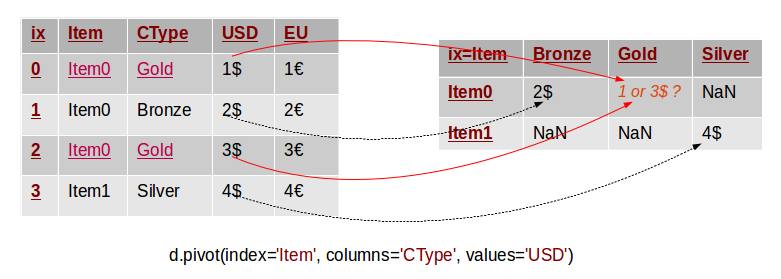 ix Item CType USD EU
0 Item0 Gold 1$ 1€
1 Item0 Bronze 2$ 2€
2 Item0 Gold 3$ 3€
3 Item1 Silver 4$ 4€
ix=Item Bronze Gold Silver
Item0 2$ 1 or 3$ ? NaN
Item1 NaN NaN 4$
d.pivot(index='Item', columns='CType', values='USD')